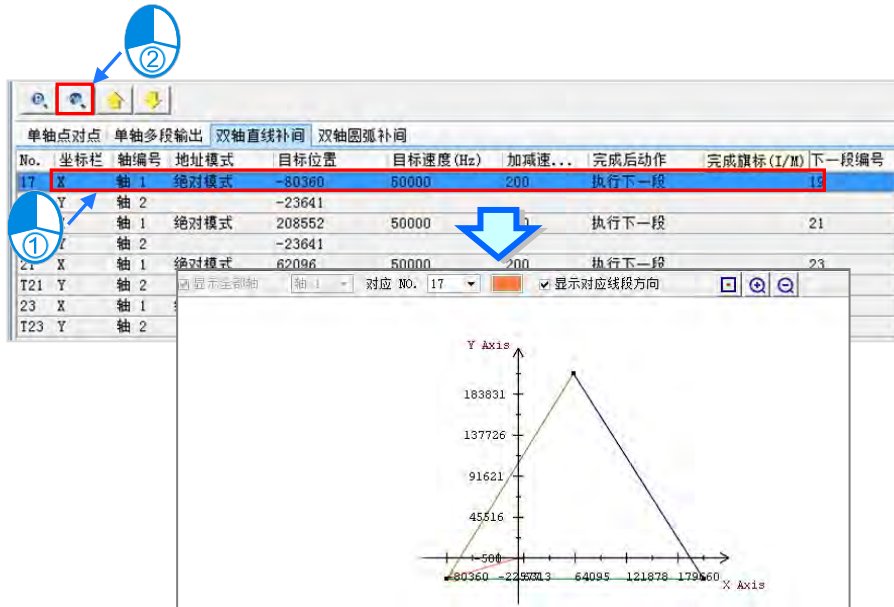 ②
单轴点对点 单轴多段输出 双轴直线补间 双轴圆弧补间
No. 坐标栏 轴编号 地址模式 目标位置 目标速度(Hz) 加减速... 完成后动作 完成旗标(I/M) 下一段编号
17 X 轴 1 绝对模式 -80360 50000 200 执行下一段 19
Y 轴 2 -23641
①
轴 1 绝对模式 208552 50000 执行下一段 21
Y 轴 2 -23641
21 X 轴 1 绝对模式 62096 50000 200 执行下一段 23
T21 Y 轴 2
23 X 轴 1
T23 Y 轴 2
显示全部轴 轴 1 对应 NO. 17 显示对应线段方向
Y Axis
183831
137726
91621
45516
-500
-80360 64095 121878 179660
X Axis